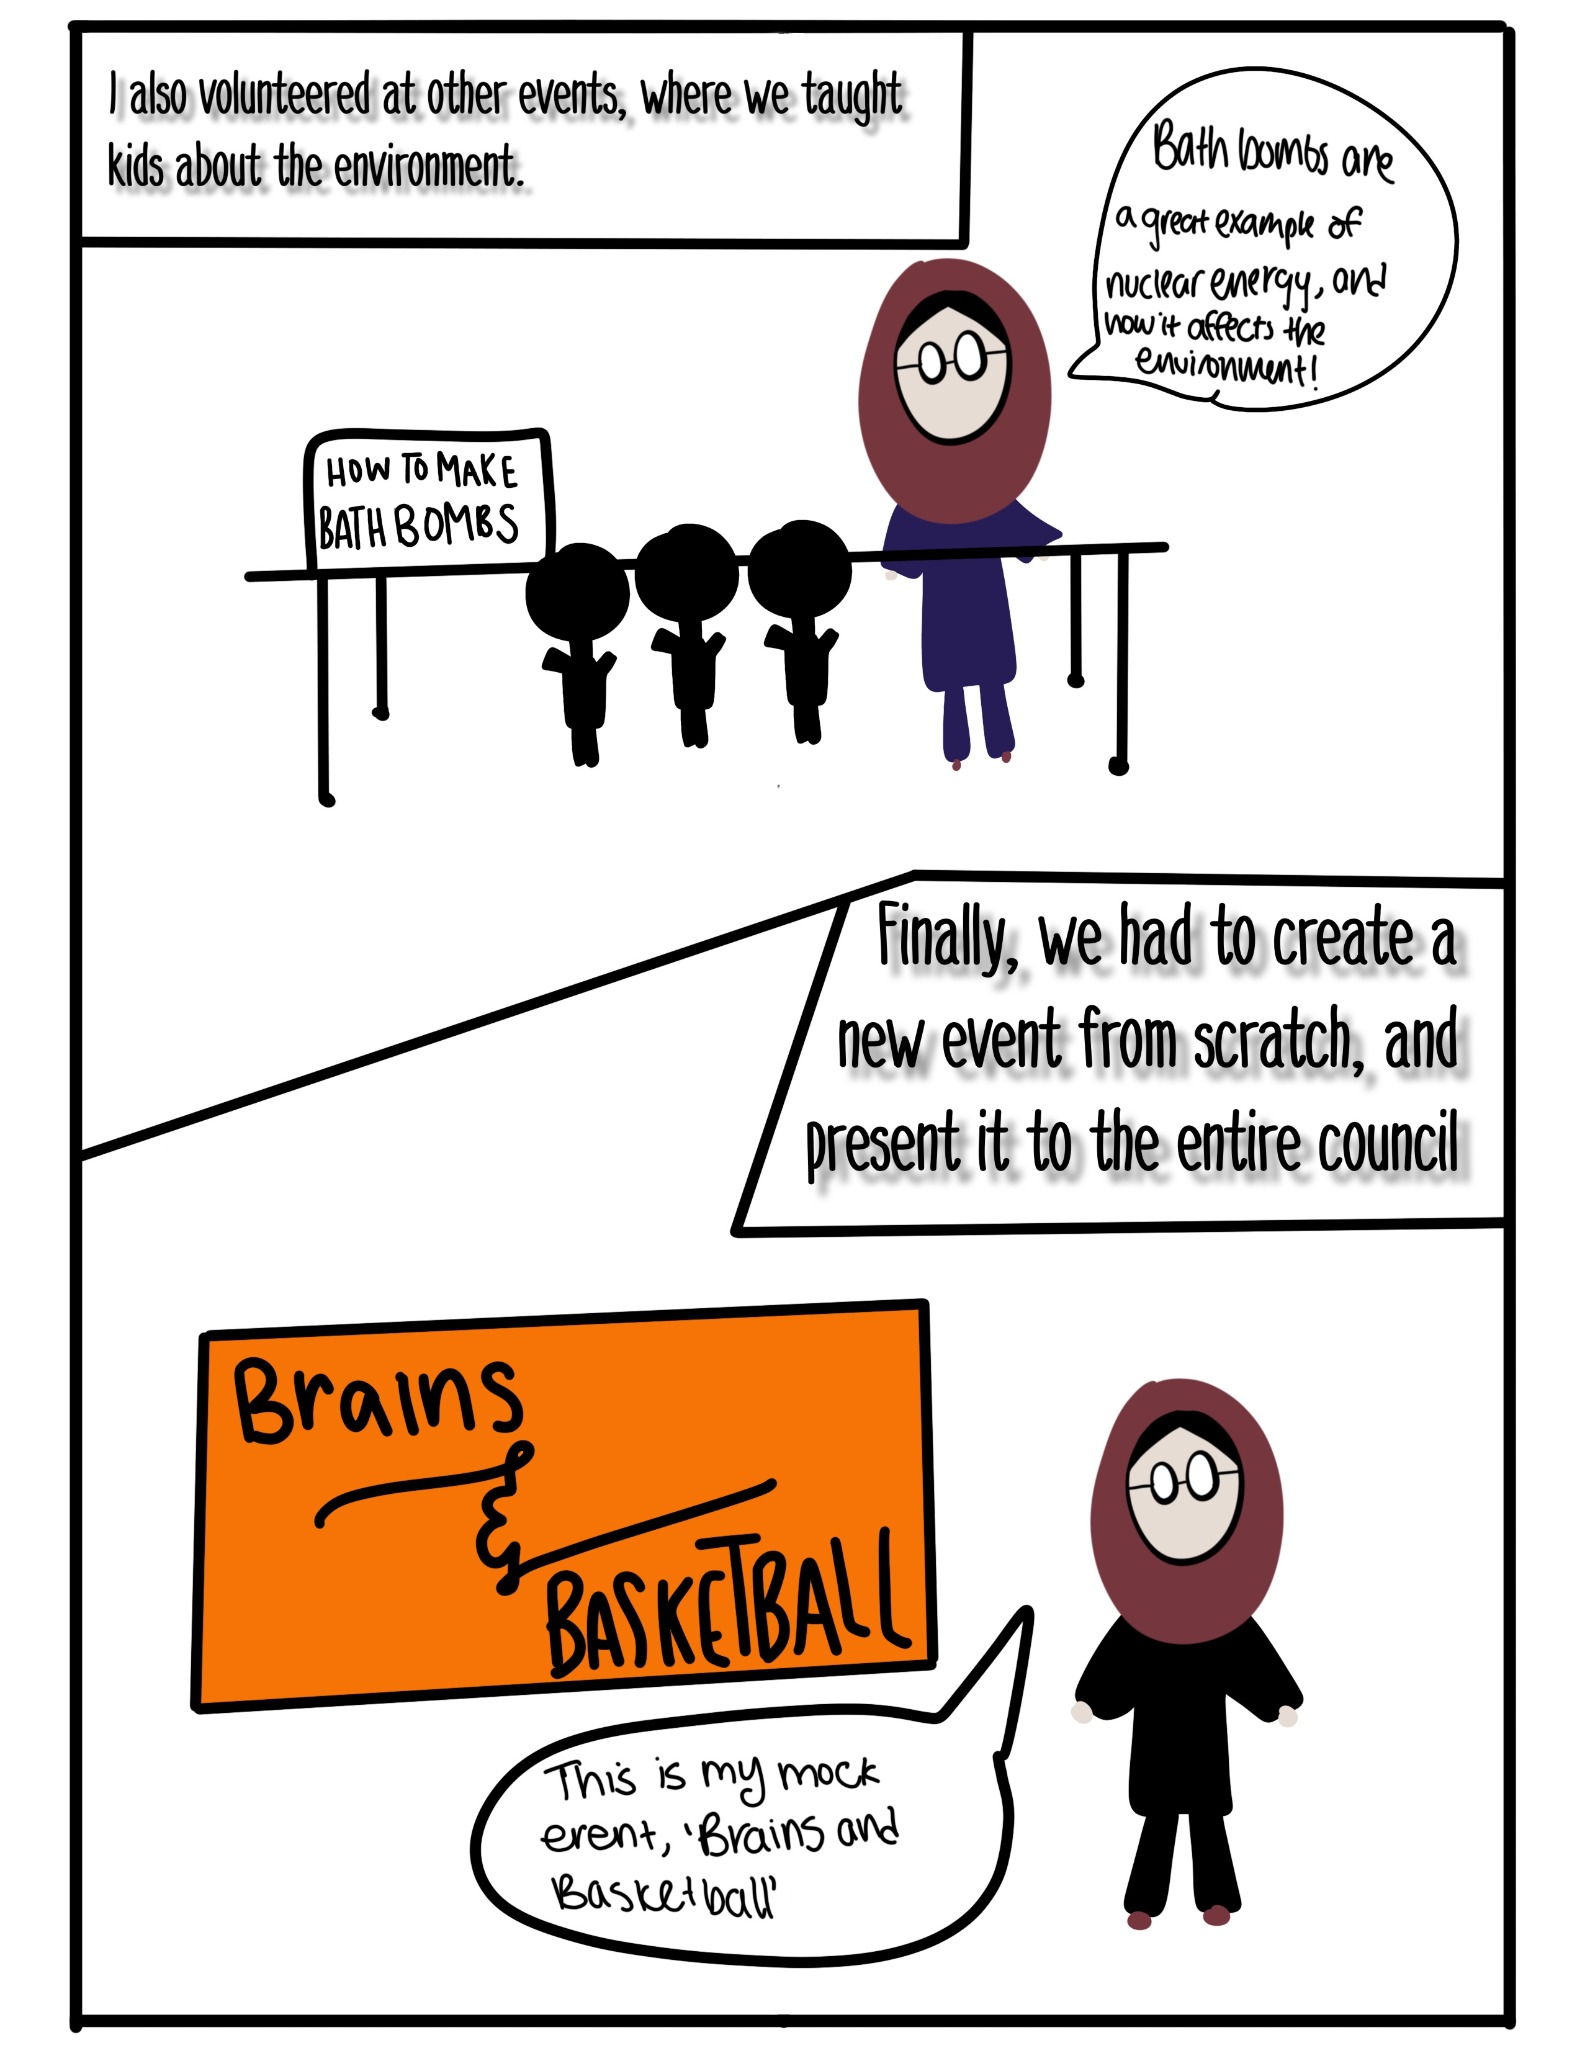 I also volunteered at other events, where we taught
kids about the environment.
Bath bombs are
a great example of
nuclear energy, and
how it affects the
environment!
HOW TO MAKE
BATH BOMBS
Finally, we had to create a
new event from scratch, and
present it to the entire council
Brains
&
BASKETBALL
This is my mock
event, 'Brains and
Basketball'